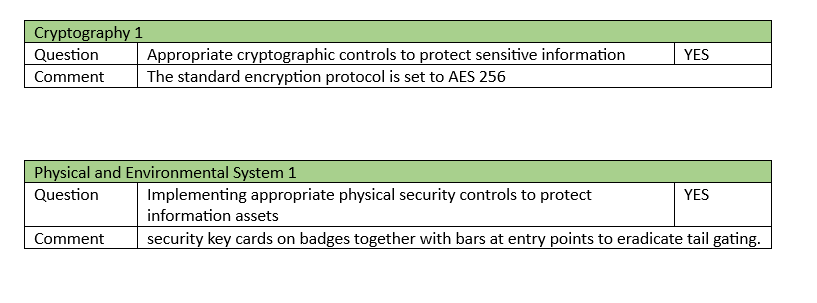 Cryptography 1
Question Appropriate cryptographic controls to protect sensitive information YES
Comment The standard encryption protocol is set to AES 256
Physical and Environmental System 1
Question Implementing appropriate physical security controls to protect YES
information assets
Comment security key cards on badges together with bars at entry points to eradicate tail gating.